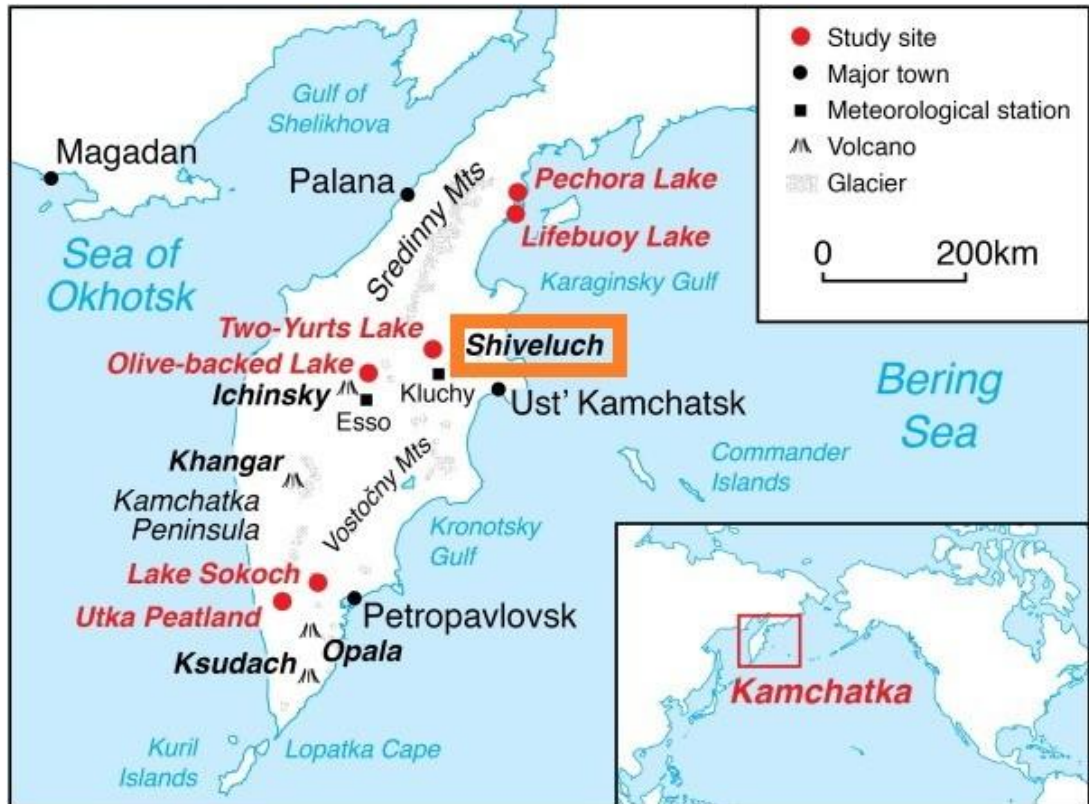 Gulf of
Shelikhova
Magadan
Palana
Sredinny Mts
Pechora Lake
Lifebuoy Lake
Sea of
Okhotsk
Karaginsky Gulf
Two-Yurts Lake
Shiveluch
Olive-backed Lake
Ichinsky
Kluchy
Esso
Ust' Kamchatsk
Bering
Sea
Khangar
Vostočny Mts
Commander
Islands
Kamchatka
Peninsula
Kronotsky
Gulf
Lake Sokoch
Utka Peatland
Petropavlovsk
Opala
Ksudach
Kuril
Islands
Lopatka Cape
Study site
Major town
Meteorological station
Volcano
Glacier
0 200km
Kamchatka